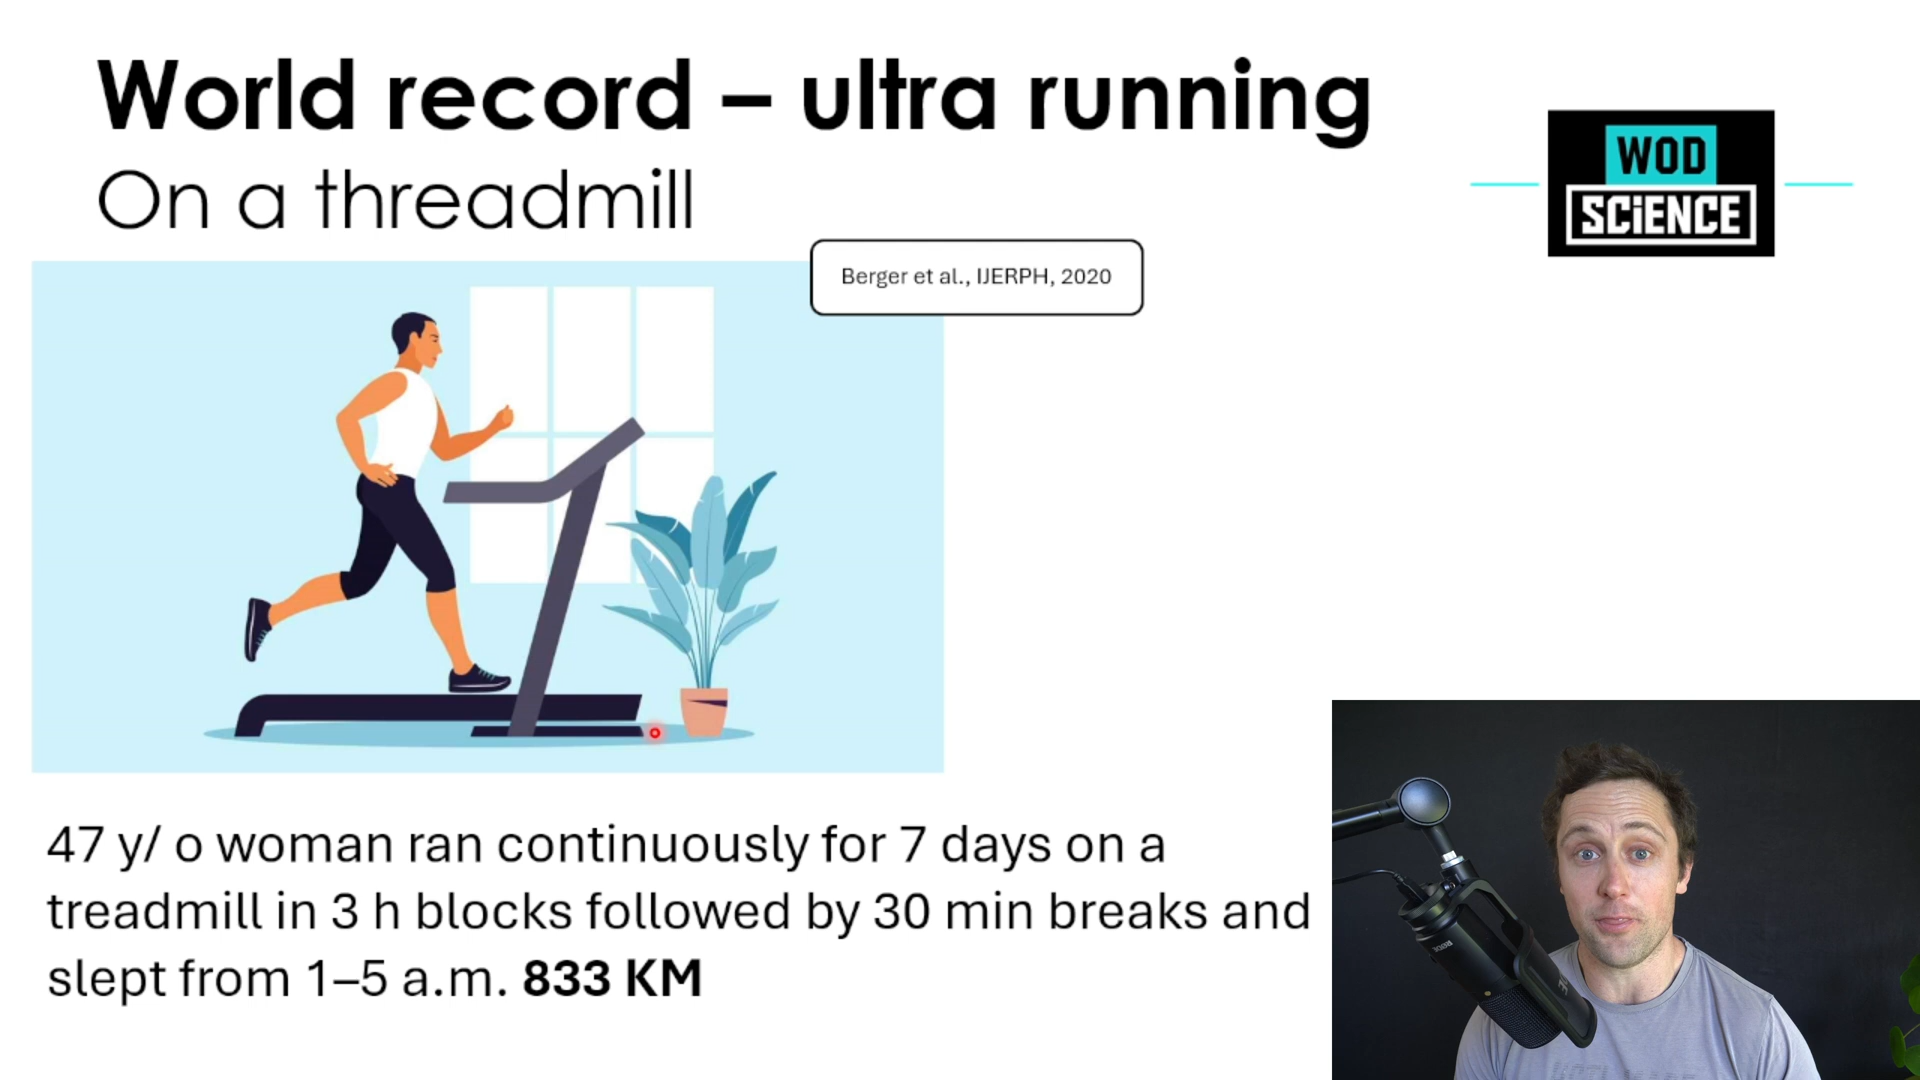 World record – ultra running
On a threadmill
WOD
SCiENCE
Berger et al., IJERPH, 2020
47 y/ o woman ran continuously for 7 days on a
treadmill in 3 h blocks followed by 30 min breaks and
slept from 1–5 a.m. 833 KM
RODE